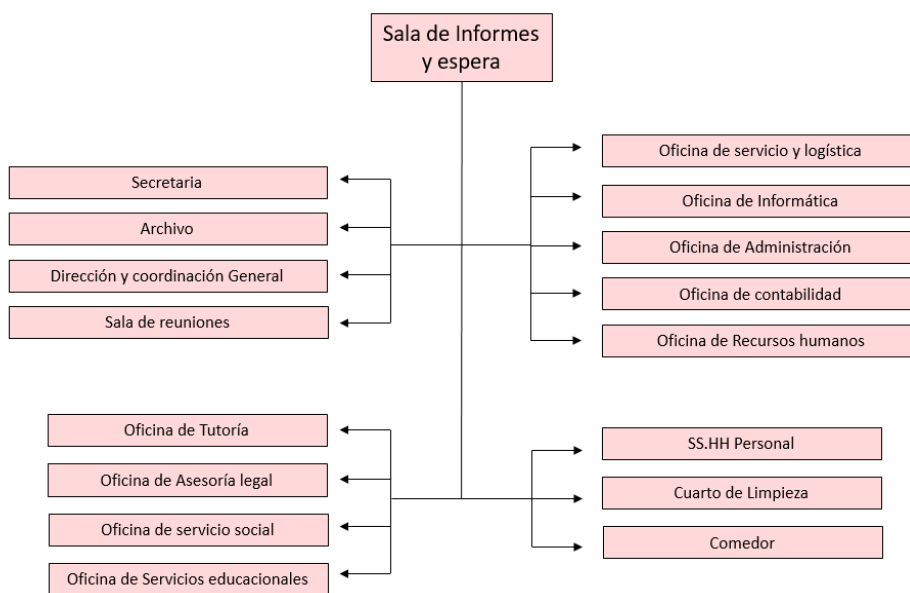 Sala de Informes
y espera
Secretaria
Archivo
Dirección y coordinación General
Sala de reuniones
Oficina de servicio y logística
Oficina de Informática
Oficina de Administración
Oficina de contabilidad
Oficina de Recursos humanos
Oficina de Tutoría
Oficina de Asesoría legal
Oficina de servicio social
Oficina de Servicios educacionales
SS.HH Personal
Cuarto de Limpieza
Comedor